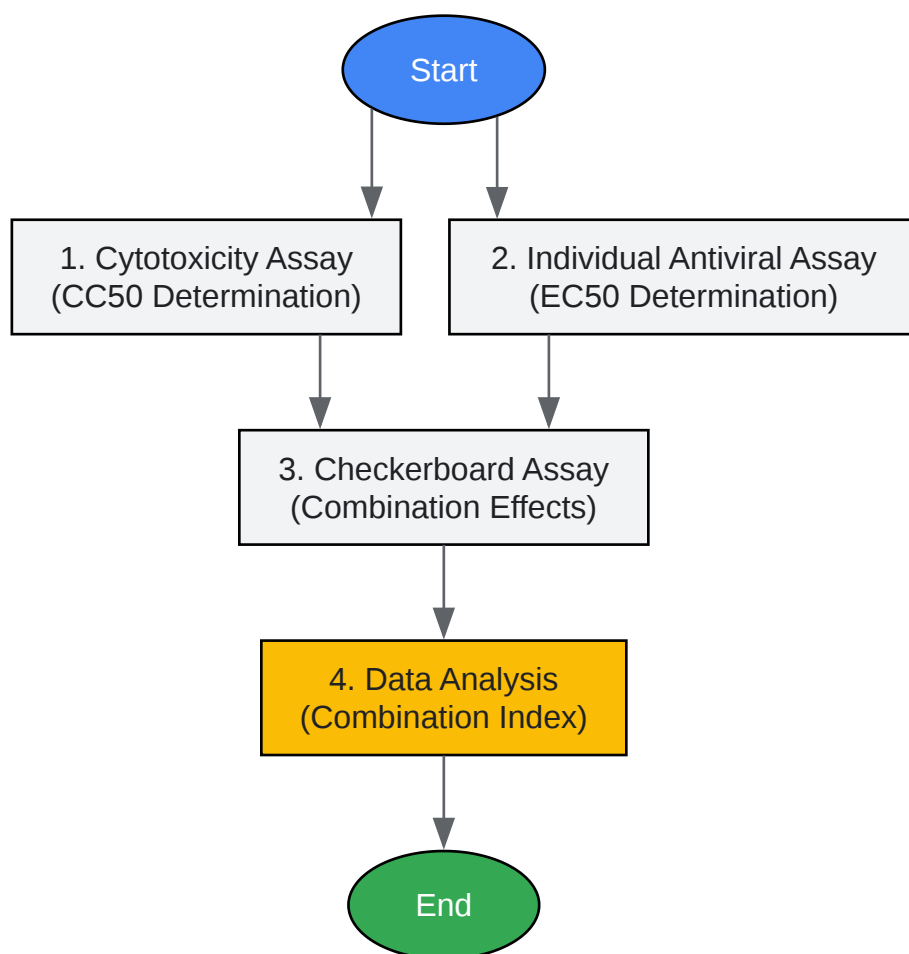 Start
1. Cytotoxicity Assay
(CC50 Determination)
2. Individual Antiviral Assay
(EC50 Determination)
3. Checkerboard Assay
(Combination Effects)
4. Data Analysis
(Combination Index)
End